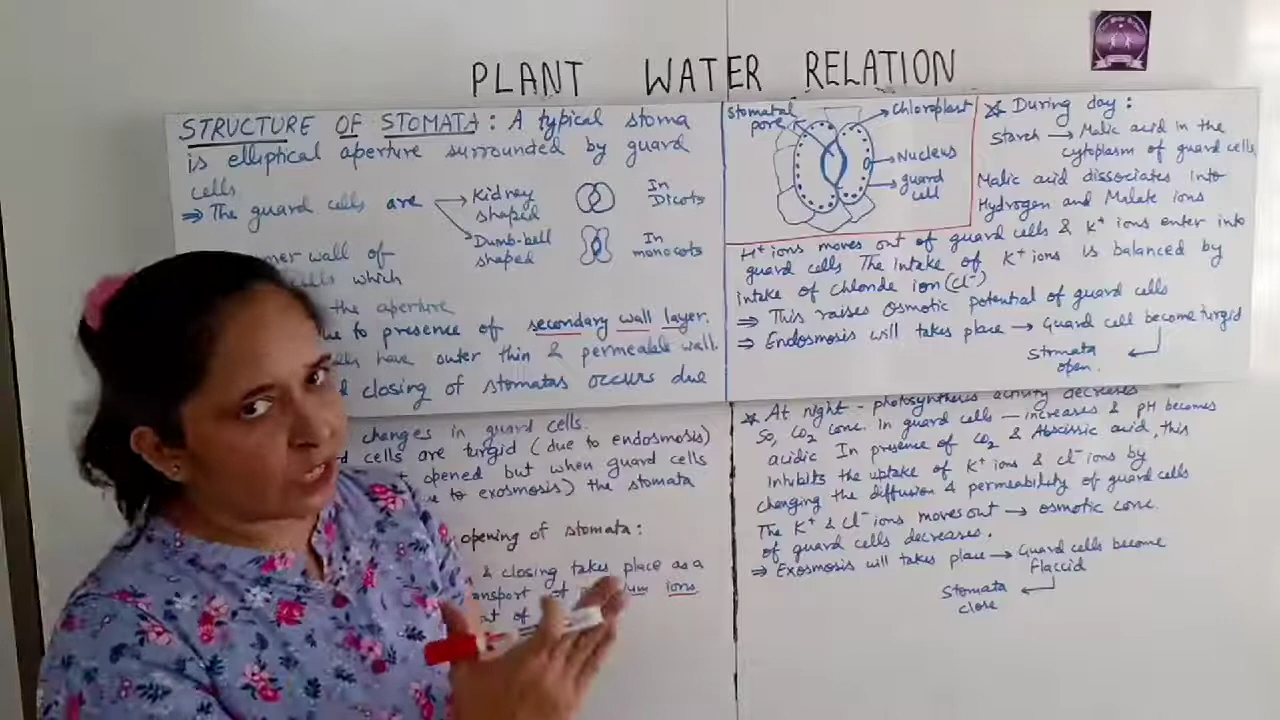 PLANT WATER RELATION
STRUCTURE OF STOMATA : A typical stoma
is elliptical aperture surrounded by guard
cells
⇒ The guard cells are → Kidney shaped In Dicots
Dumb-bell shaped In monocots
wall of
which
the aperture
to presence of secondary wall layer.
have outer thin & permeable wall.
closing of stomatas occurs due
changes in guard cells.
cells are turgid (due to endosmosis)
opened but when guard cells
to exosmosis) the stomata
opening of stomata :
& closing takes place as a
ions
of
Stomatal
pore
Chloroplast
Nucleus
guard
cell
* During day :
Starch → Malic acid in the
cytoplasm of guard cells
Malic acid dissociates into
Hydrogen and Malate ions
H+ ions moves out of guard cells & K+ ions enter into
guard cells The intake of K+ ions is balanced by
intake of chloride ion (Cl-)
⇒ This raises Osmotic potential of guard cells
⇒ Endosmosis will takes place → Guard cell become turgid
Stomata
open.
* At night - photosynthesis activity decreases
So, CO2 conc. in guard cells – increases & pH becomes
acidic In presence of CO2 & Abscissic acid, this
inhibits the uptake of K+ ions & Cl- ions by
changing the diffusion & permeability of guard cells
The K+ & Cl- ions moves out → osmotic conc.
of guard cells decreases.
⇒ Exosmosis will takes place → Guard cells become
flaccid
Stomata
close